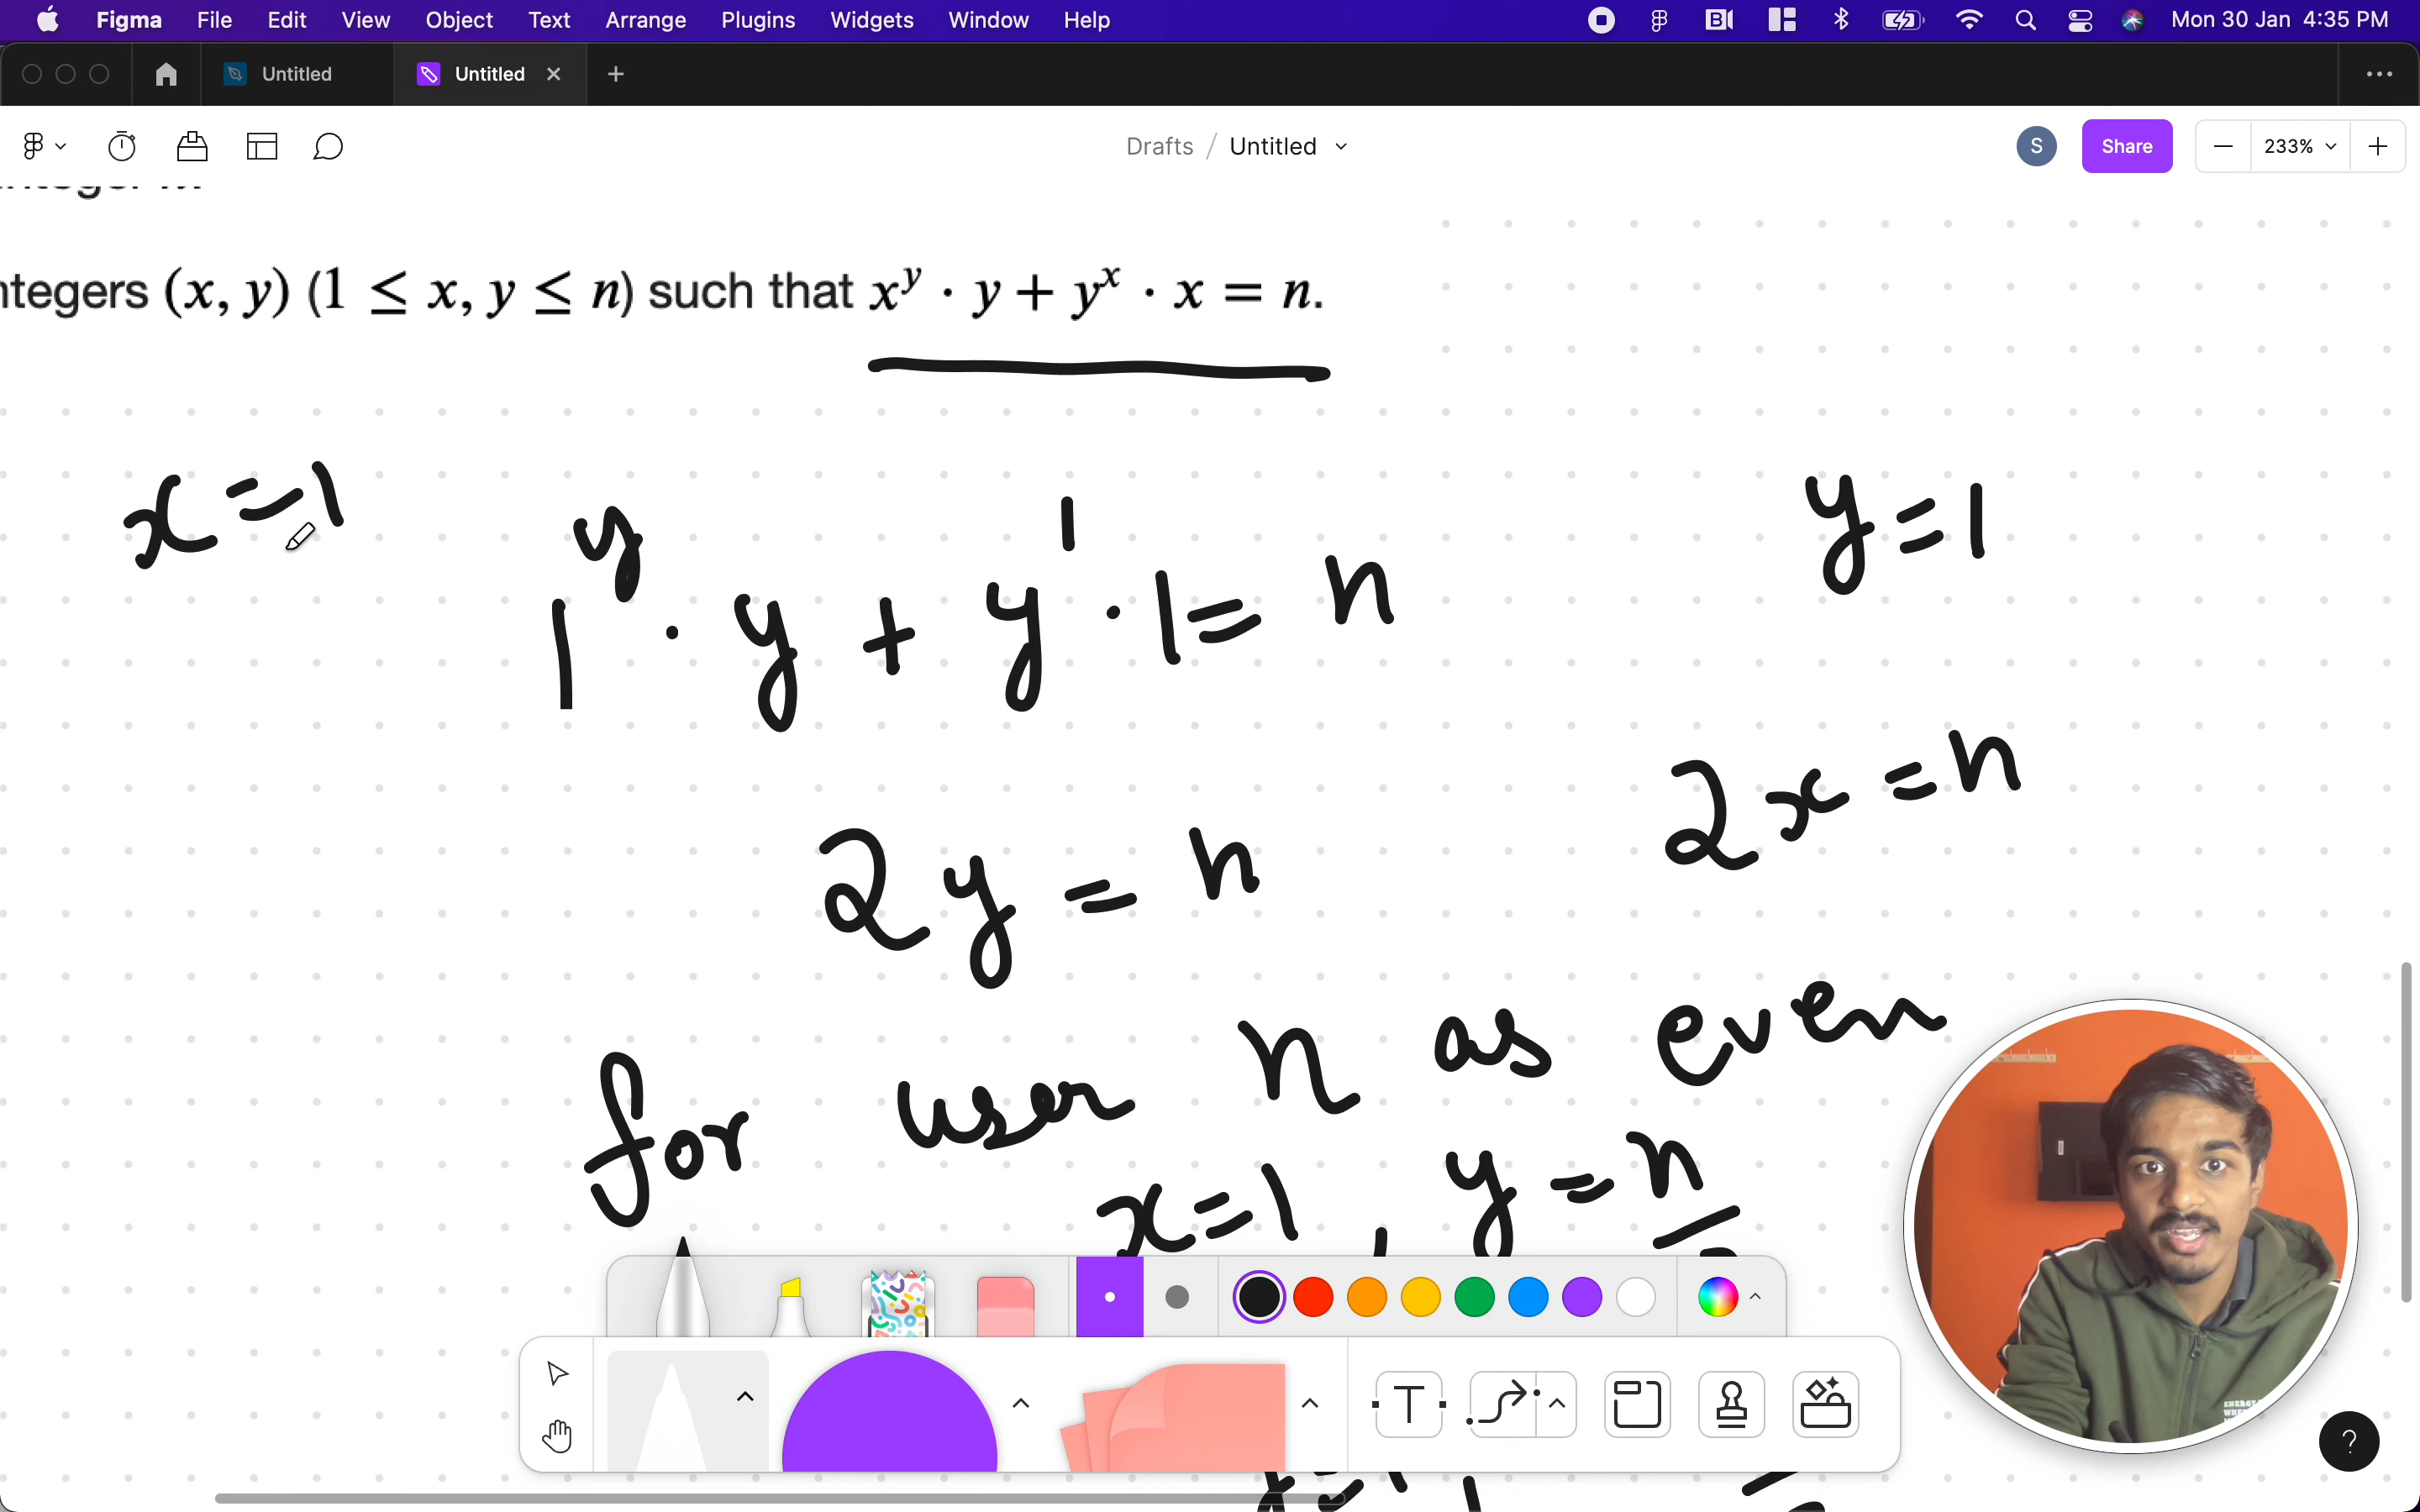 Figma File Edit View Object Text Arrange Plugins Widgets Window Help Mon 30 Jan 4:35 PM
Untitled Untitled
Drafts / Untitled S Share 233%
ntegers (x, y) (1 ≤ x, y ≤ n) such that x^y · y + y^x · x = n.
x=1 y=1
1^y · y + y^1 · 1 = n
2x = n
2y = n
for user n as even
x=1, y = n
T
?